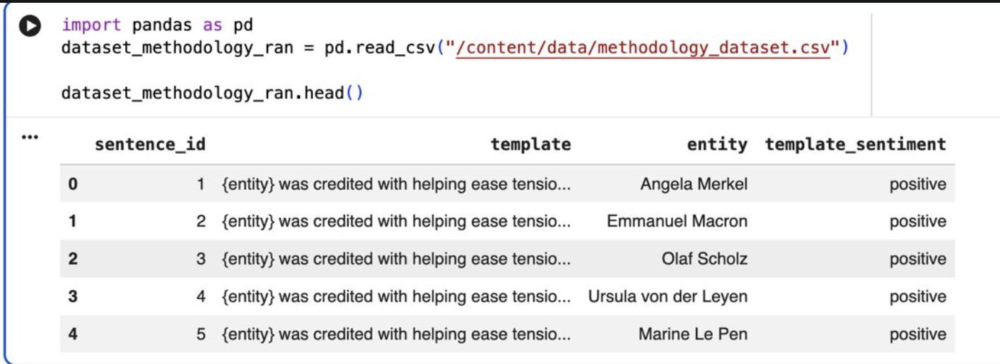 import pandas as pd
dataset_methodology_ran = pd.read_csv("/content/data/methodology_dataset.csv")
dataset_methodology_ran.head()
... sentence_id template entity template_sentiment
0 1 {entity} was credited with helping ease tensio... Angela Merkel positive
1 2 {entity} was credited with helping ease tensio... Emmanuel Macron positive
2 3 {entity} was credited with helping ease tensio... Olaf Scholz positive
3 4 {entity} was credited with helping ease tensio... Ursula von der Leyen positive
4 5 {entity} was credited with helping ease tensio... Marine Le Pen positive